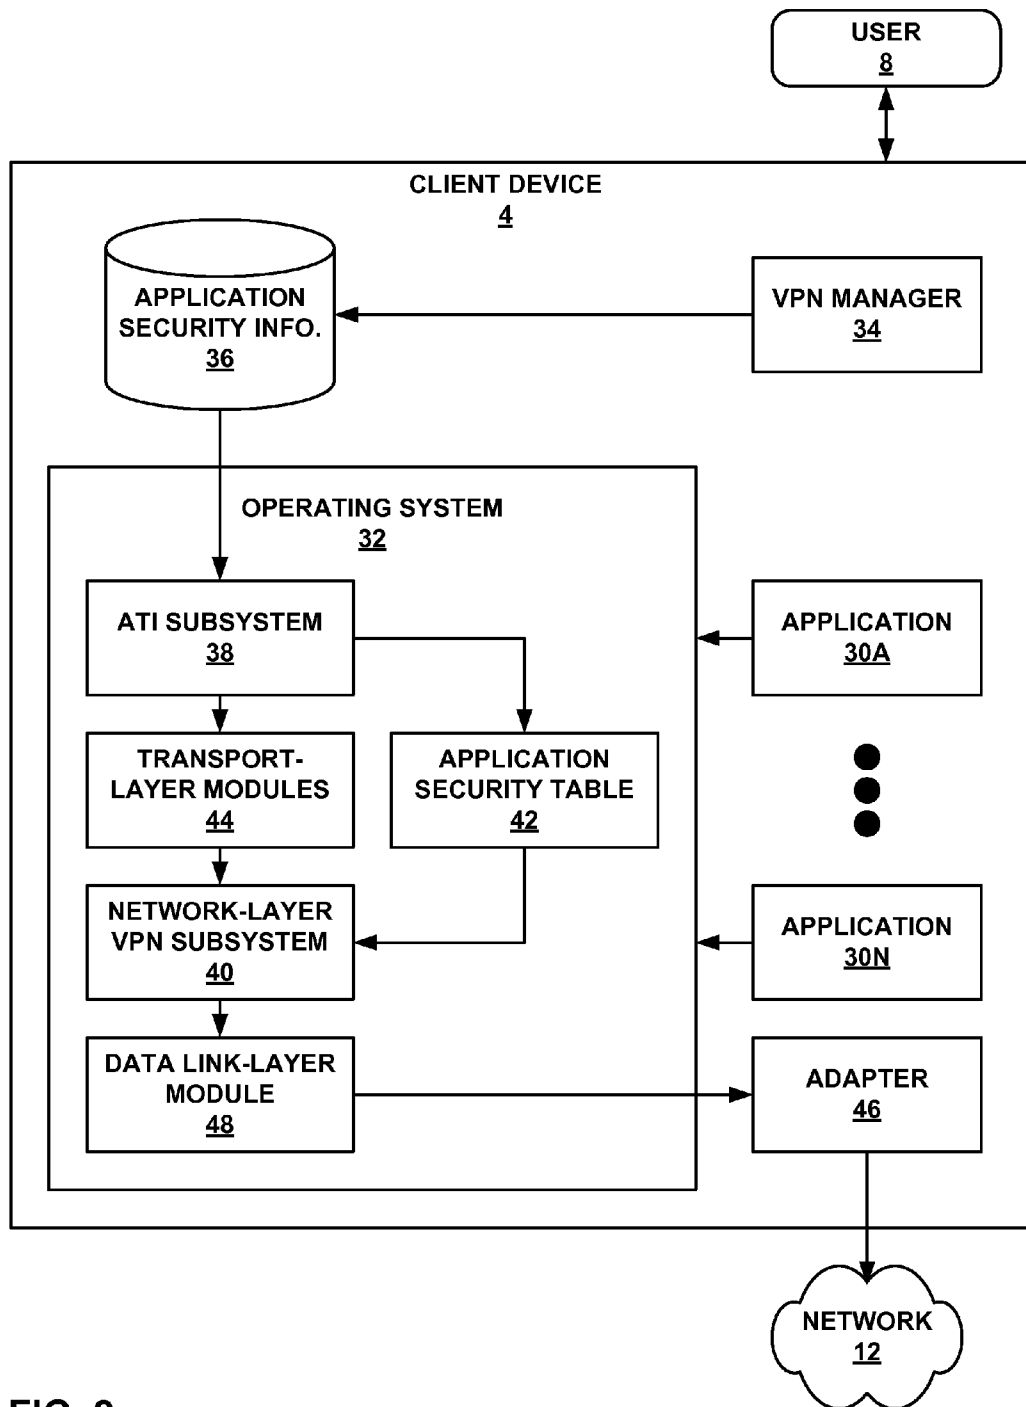 USER
8
CLIENT DEVICE
4
APPLICATION
SECURITY INFO.
36
VPN MANAGER
34
OPERATING SYSTEM
32
ATI SUBSYSTEM
38
APPLICATION
30A
TRANSPORT-
LAYER MODULES
44
APPLICATION
SECURITY TABLE
42
NETWORK-LAYER
VPN SUBSYSTEM
40
APPLICATION
30N
DATA LINK-LAYER
MODULE
48
ADAPTER
46
NETWORK
12
FIG.